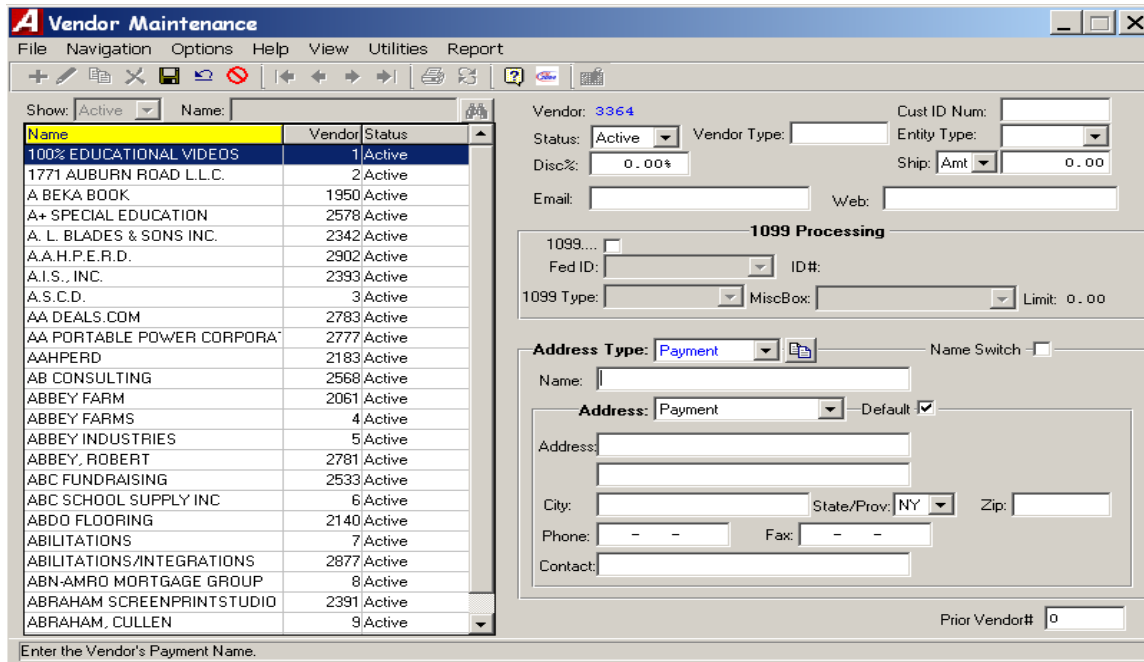 Vendor Maintenance
File Navigation Options Help View Utilities Report
Show: Active Name:
Name Vendor Status
100% EDUCATIONAL VIDEOS 1 Active
1771 AUBURN ROAD L.L.C. 2 Active
A BEKA BOOK 1950 Active
A+ SPECIAL EDUCATION 2578 Active
A. L. BLADES & SONS INC. 2342 Active
A.A.H.P.E.R.D. 2902 Active
A.I.S., INC. 2393 Active
A.S.C.D. 3 Active
AA DEALS.COM 2783 Active
AA PORTABLE POWER CORPORA 2777 Active
AAHPERD 2183 Active
AB CONSULTING 2568 Active
ABBEY FARM 2061 Active
ABBEY FARMS 4 Active
ABBEY INDUSTRIES 5 Active
ABBEY, ROBERT 2781 Active
ABC FUNDRAISING 2533 Active
ABC SCHOOL SUPPLY INC 6 Active
ABDO FLOORING 2140 Active
ABILITATIONS 7 Active
ABILITATIONS/INTEGRATIONS 2877 Active
ABN-AMRO MORTGAGE GROUP 8 Active
ABRAHAM SCREENPRINTSTUDIO 2391 Active
ABRAHAM, CULLEN 9 Active
Vendor: 3364 Cust ID Num:
Status: Active Vendor Type: Entity Type:
Disc%: 0.00% Ship: Amt 0.00
Email: Web:
1099 Processing
1099....
Fed ID: ID#:
1099 Type: MiscBox: Limit: 0.00
Address Type: Payment Name Switch
Name:
Address: Payment Default
Address:
City: State/Prov: NY Zip:
Phone: - - Fax: - -
Contact:
Prior Vendor# 0
Enter the Vendor's Payment Name.